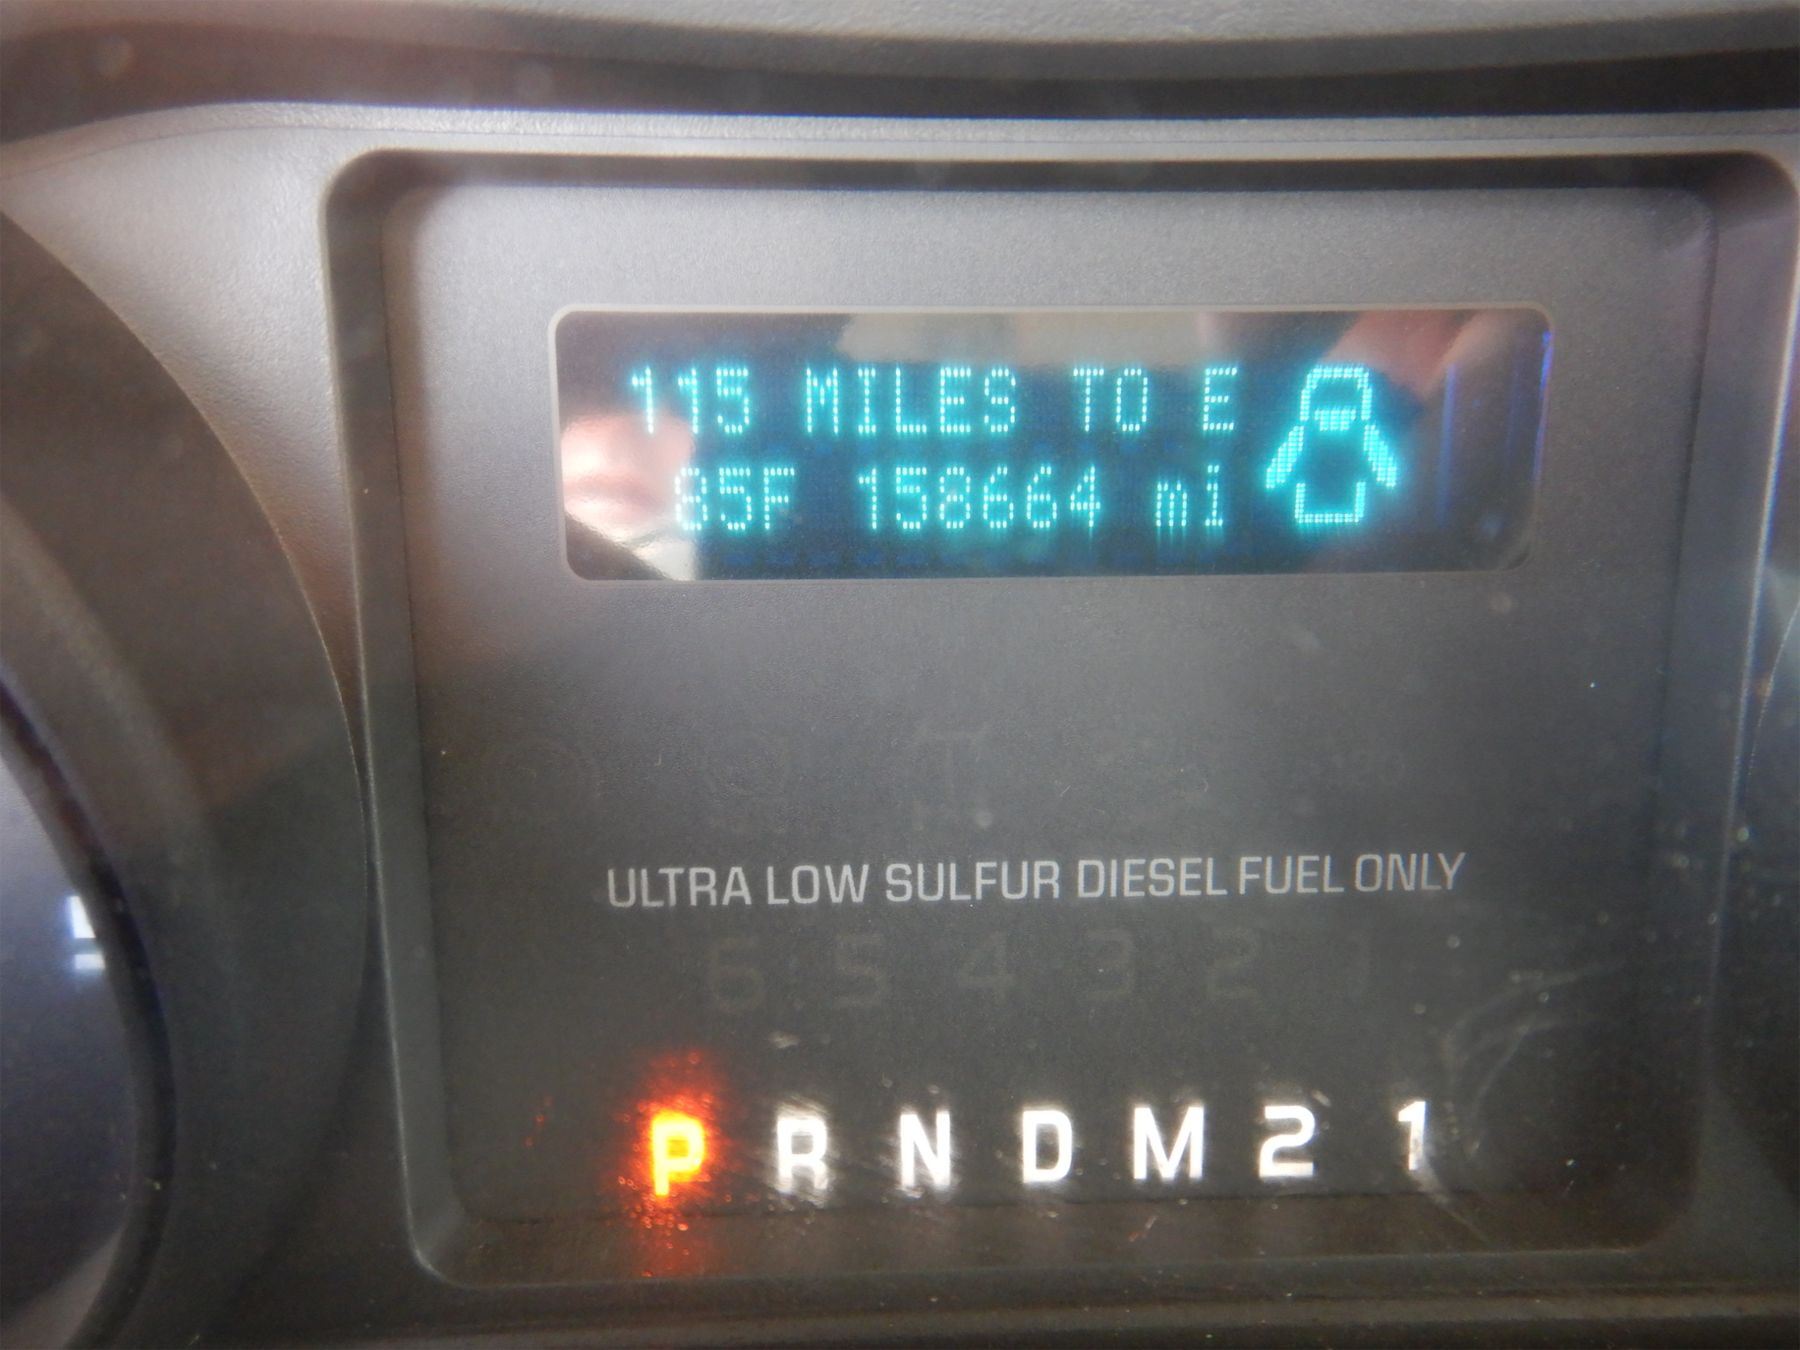 115 MILES TO E
85F 158664 mi
ULTRA LOW SULFUR DIESEL FUEL ONLY
6 5 4 3 2 1
P R N D M 2 1